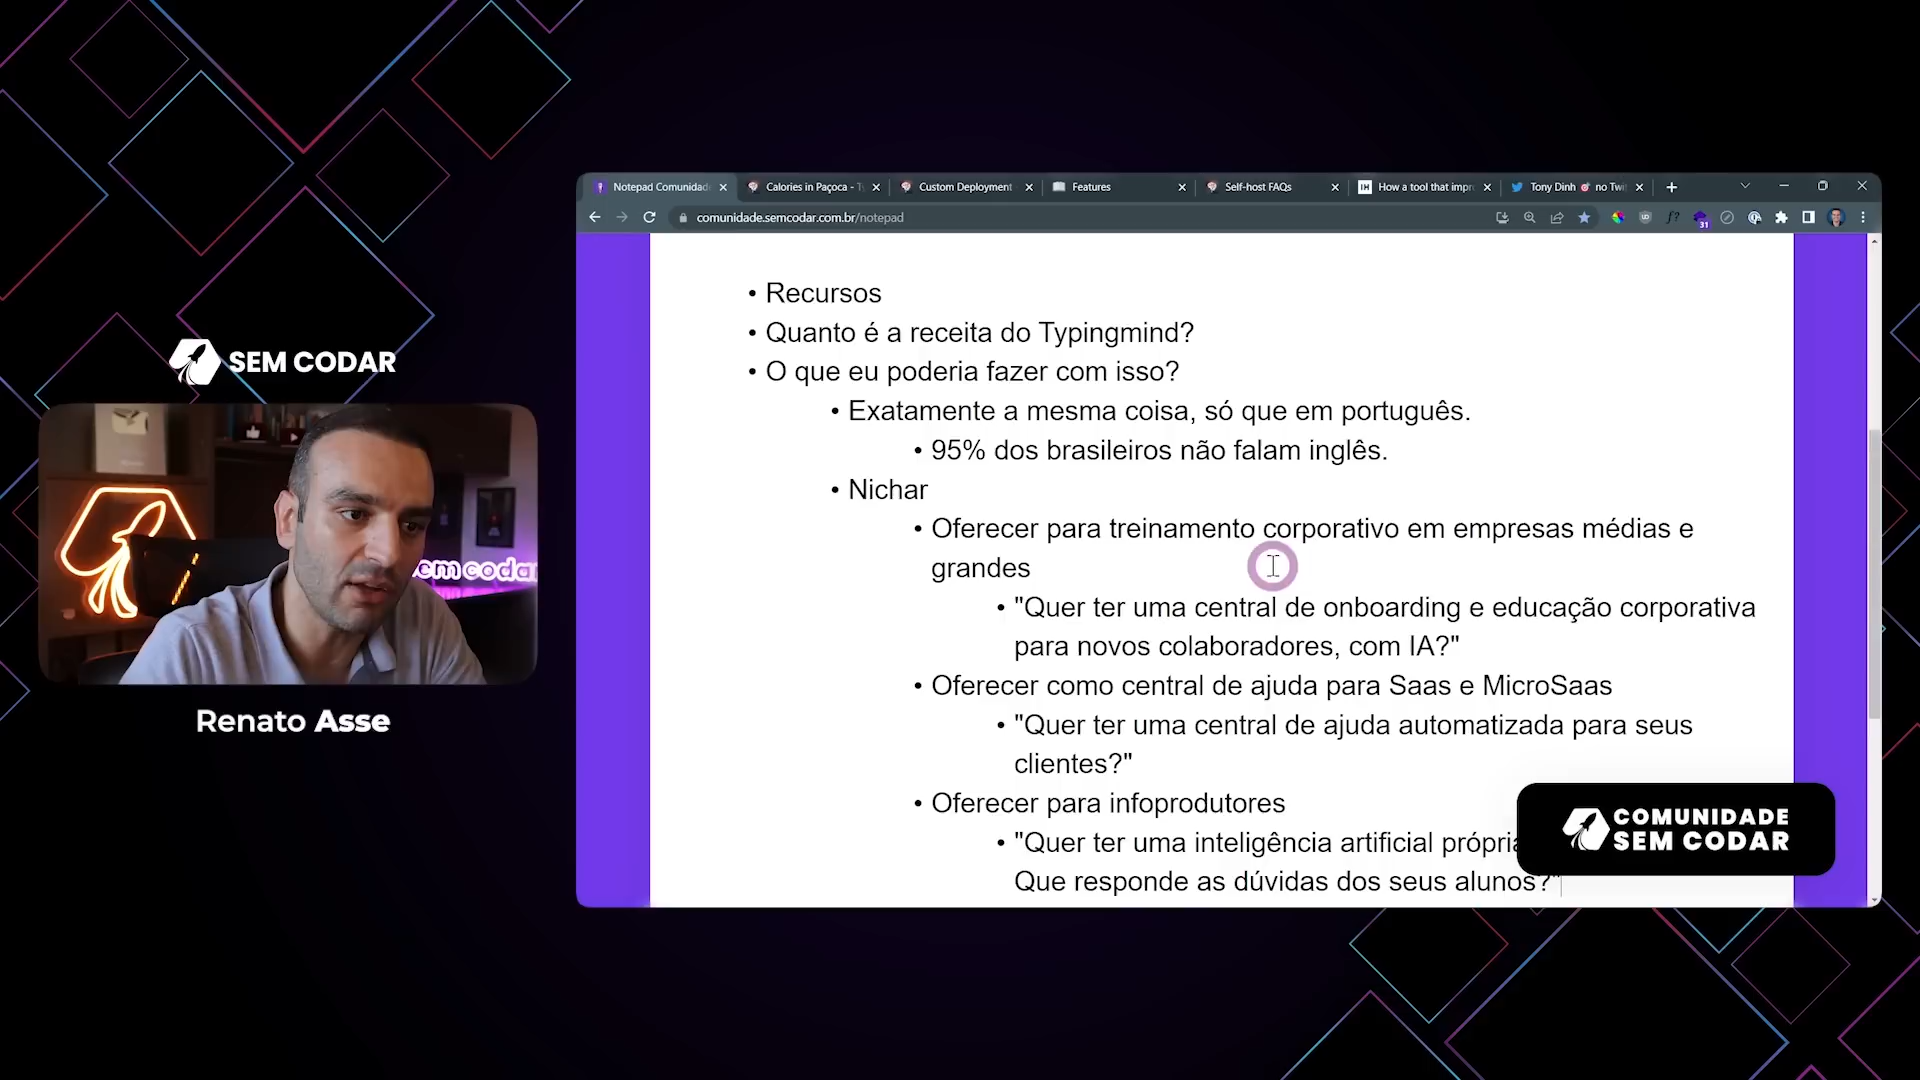 Notepad Comunidad
Calories in Paçoca - T
Custom Deployment
Features
Self-host FAQs
IH How a tool that impr
Tony Dinh no Twi
comunidade.semcodar.com.br/notepad
f?
31
• Recursos
• Quanto é a receita do Typingmind?
• O que eu poderia fazer com isso?
• Exatamente a mesma coisa, só que em português.
• 95% dos brasileiros não falam inglês.
• Nichar
• Oferecer para treinamento corporativo em empresas médias e
grandes
• "Quer ter uma central de onboarding e educação corporativa
para novos colaboradores, com IA?"
• Oferecer como central de ajuda para Saas e MicroSaas
• "Quer ter uma central de ajuda automatizada para seus
clientes?"
• Oferecer para infoprodutores
• "Quer ter uma inteligência artificial própria
Que responde as dúvidas dos seus alunos?"
SEM CODAR
sem codar
Renato Asse
COMUNIDADE
SEM CODAR